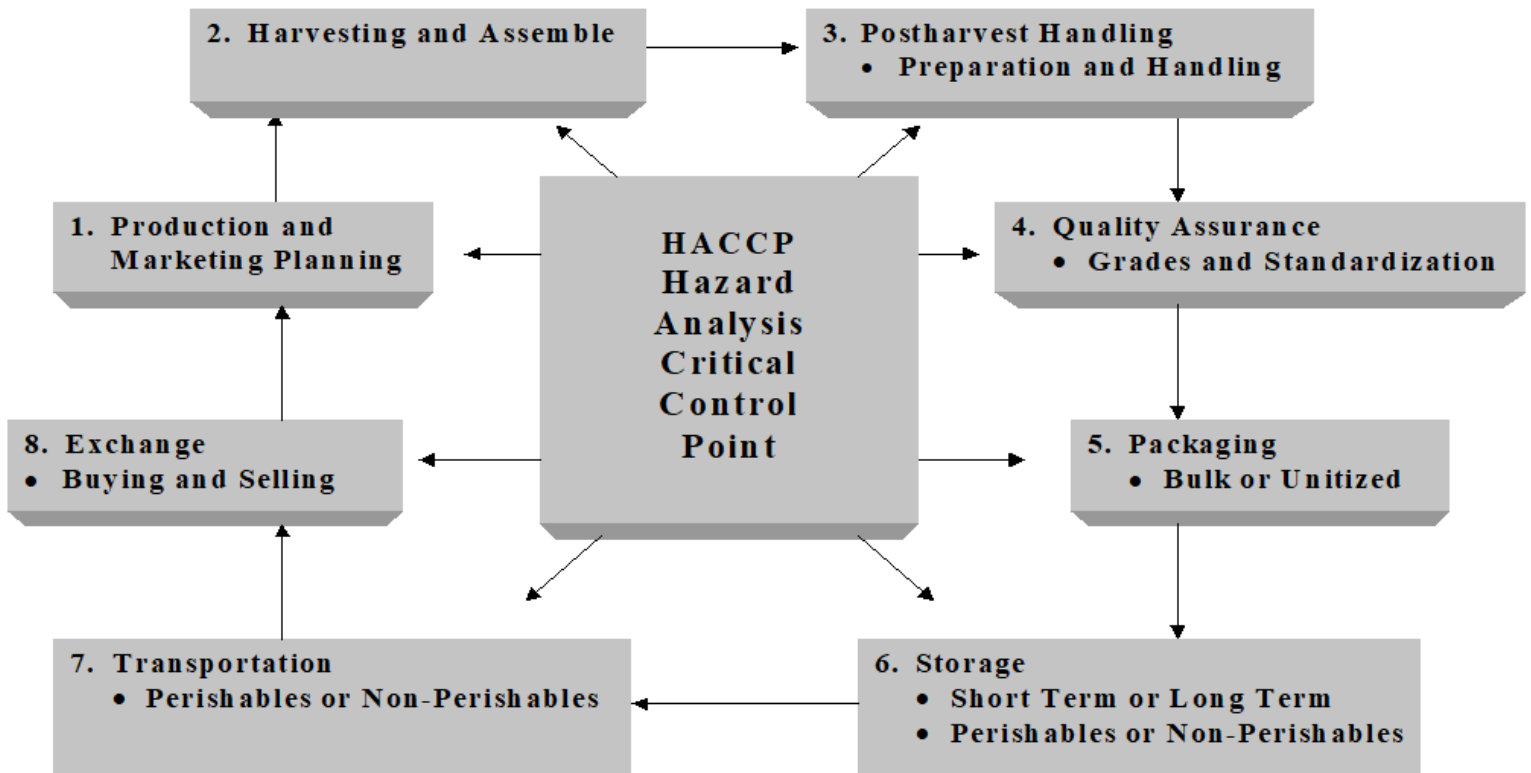 2. Harvesting and Assemble
3. Postharvest Handling
• Preparation and Handling
1. Production and
Marketing Planning
HACCP
Hazard
Analysis
Critical
Control
Point
4. Quality Assurance
• Grades and Standardization
8. Exchange
• Buying and Selling
5. Packaging
• Bulk or Unitized
7. Transportation
• Perishables or Non-Perishables
6. Storage
• Short Term or Long Term
• Perishables or Non-Perishables